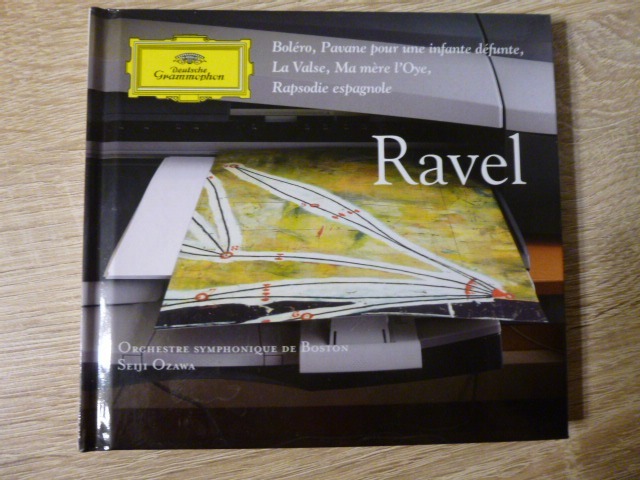 Deutsche
Grammophon
Boléro, Pavane pour une infante défunte,
La Valse, Ma mère l'Oye,
Rapsodie espagnole
Ravel
Orchestre symphonique de Boston
Seiji Ozawa